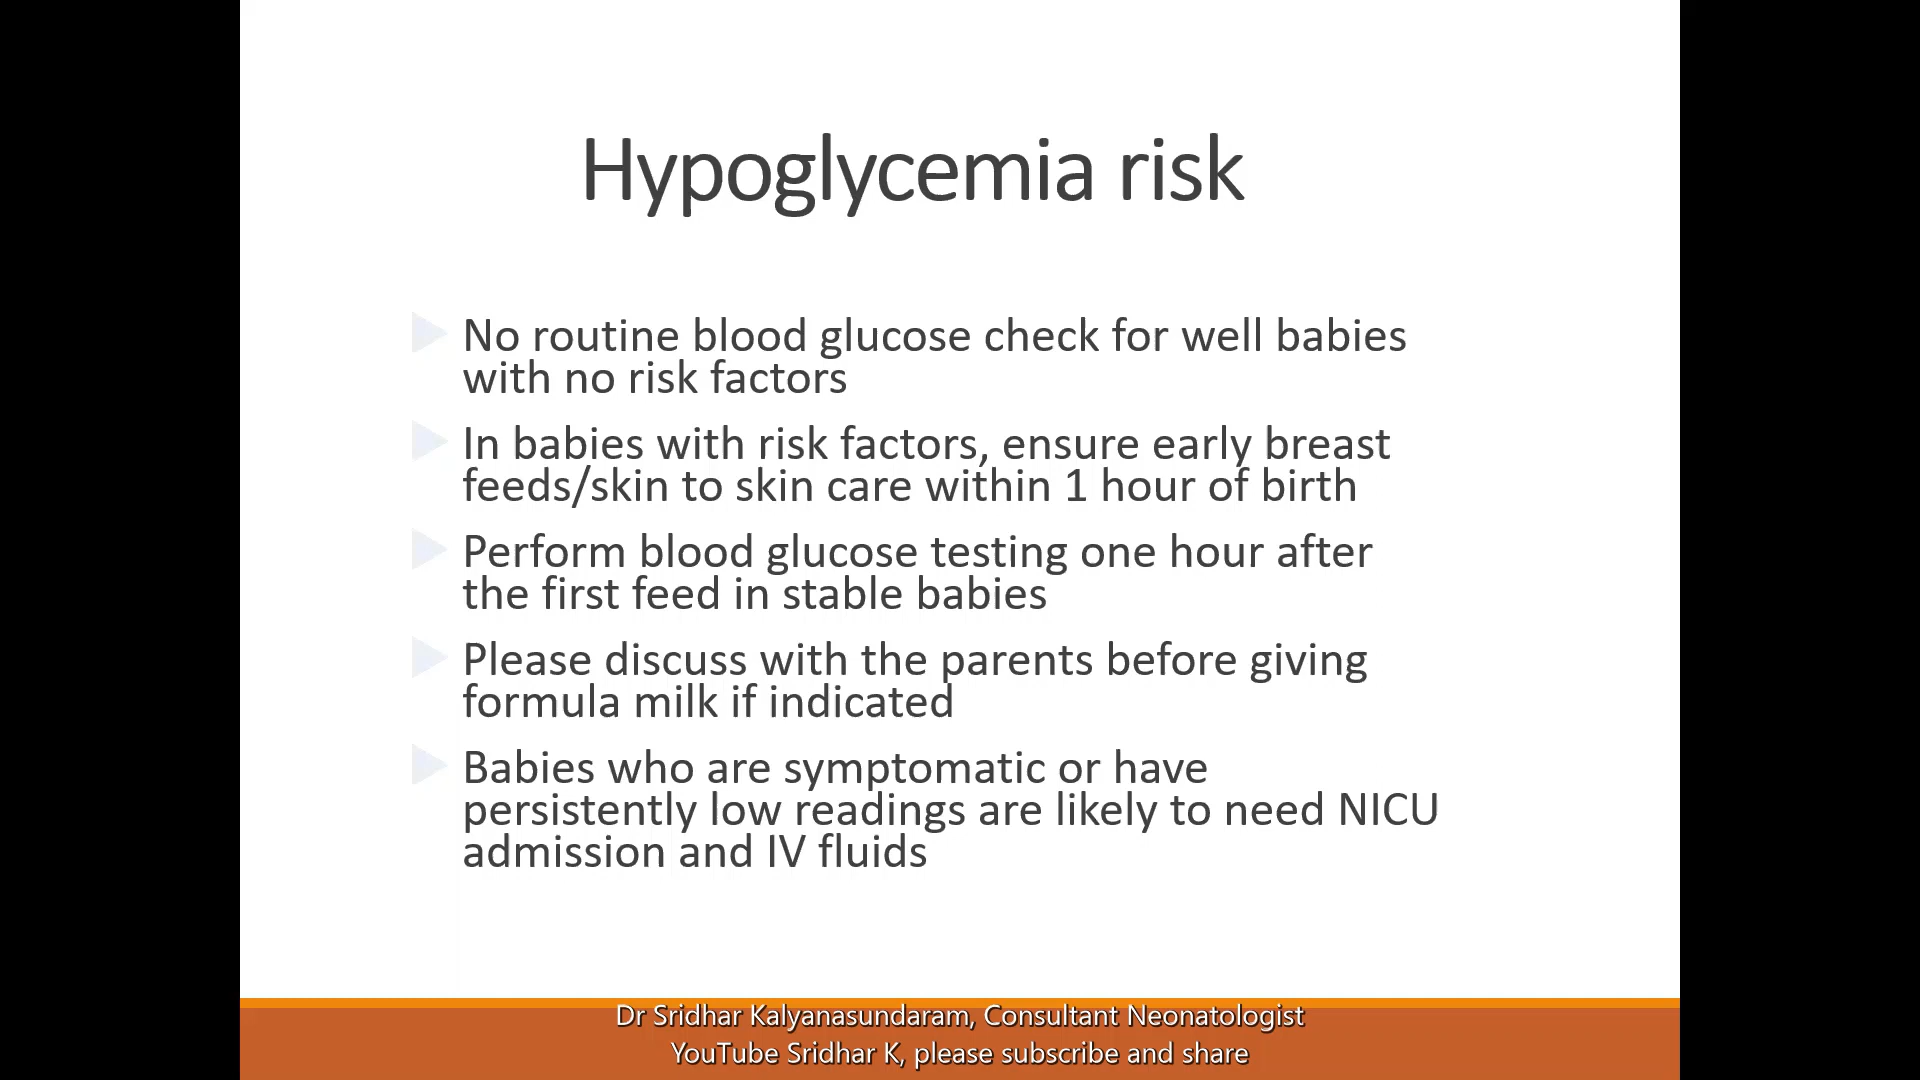 Hypoglycemia risk
No routine blood glucose check for well babies
with no risk factors
In babies with risk factors, ensure early breast
feeds/skin to skin care within 1 hour of birth
Perform blood glucose testing one hour after
the first feed in stable babies
Please discuss with the parents before giving
formula milk if indicated
Babies who are symptomatic or have
persistently low readings are likely to need NICU
admission and IV fluids
Dr Sridhar Kalyanasundaram, Consultant Neonatologist
YouTube Sridhar K, please subscribe and share